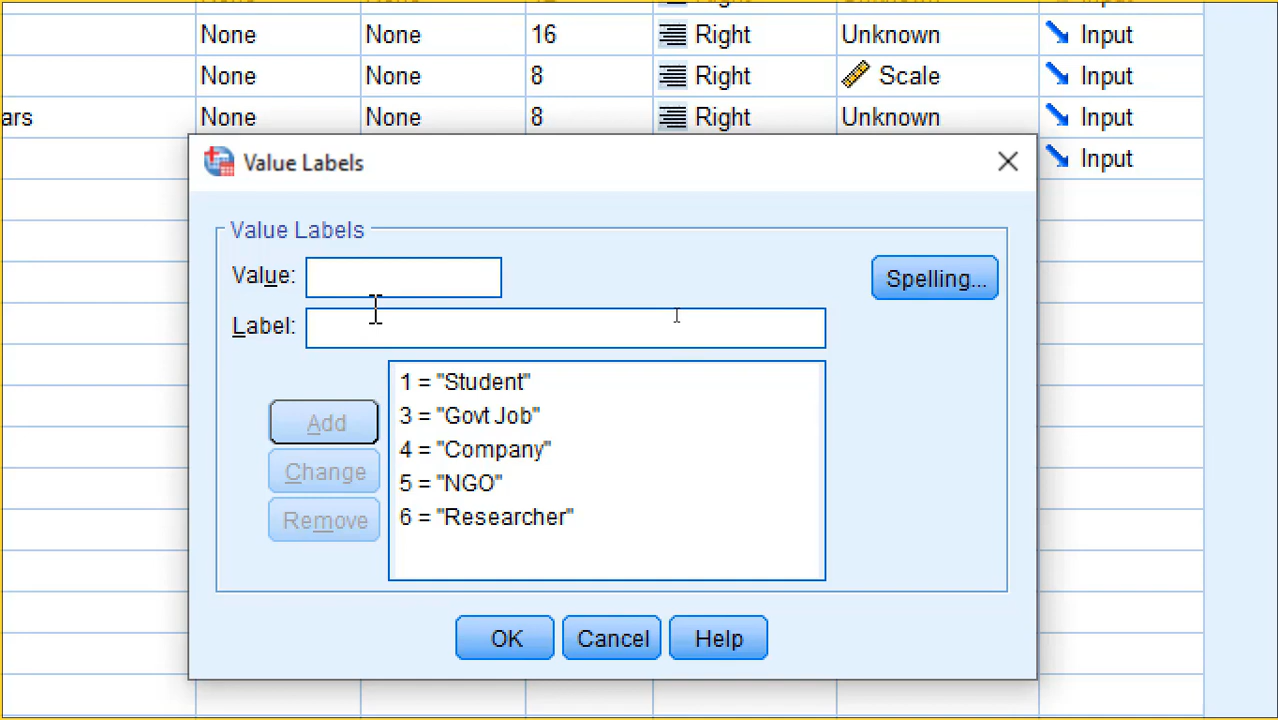 None None 16 Right Unknown Input
None None 8 Right Scale Input
ars None None 8 Right Unknown Input
Input
Value Labels
Value Labels
Value:
Spelling...
Label:
1 = "Student"
3 = "Govt Job"
4 = "Company"
5 = "NGO"
6 = "Researcher"
Add
Change
Remove
OK Cancel Help